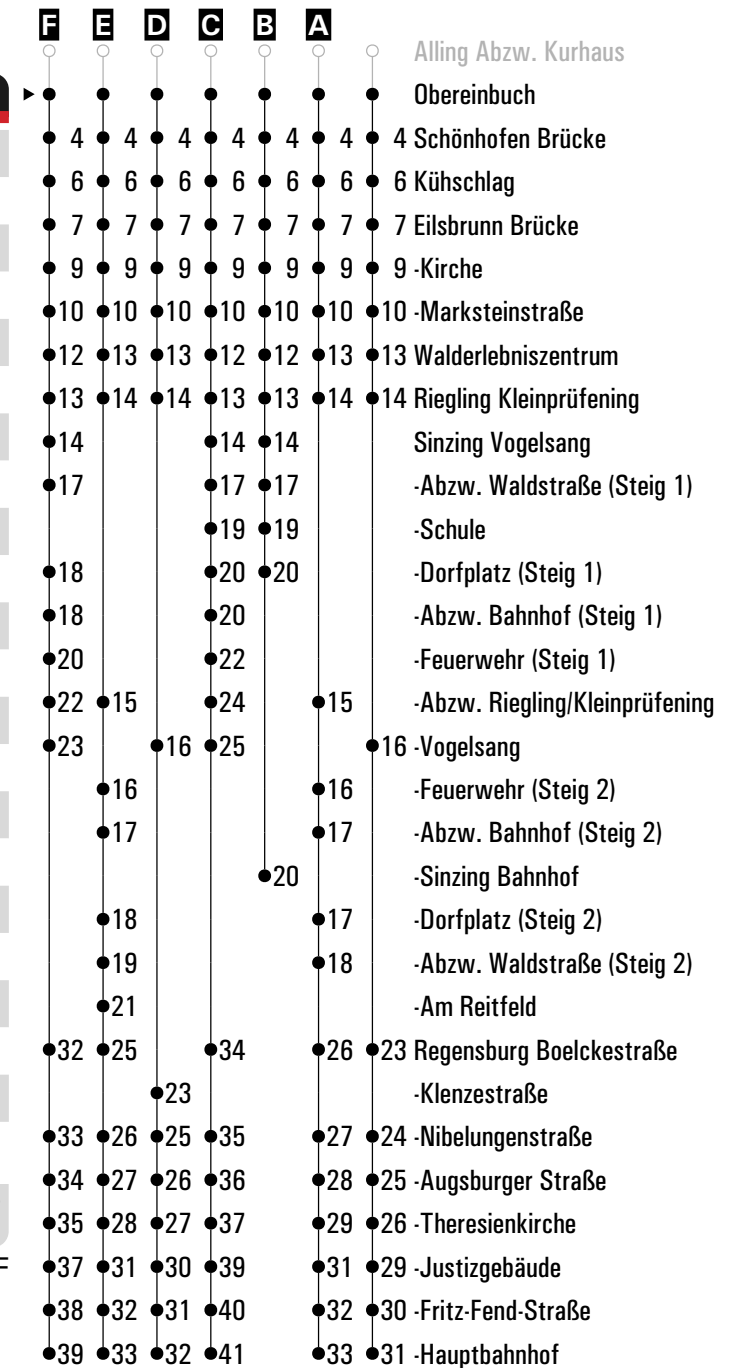 F E D C B A
Alling Abzw. Kurhaus
Obereinbuch
4 4 4 4 4 4 4 Schönhofen Brücke
6 6 6 6 6 6 6 Kühschlag
7 7 7 7 7 7 7 Eilsbrunn Brücke
9 9 9 9 9 9 9 -Kirche
10 10 10 10 10 10 10 -Marksteinstraße
12 13 13 12 12 13 13 Walderlebniszentrum
13 14 14 13 13 14 14 Riegling Kleinprüfening
14 14 14 Sinzing Vogelsang
17 17 17 -Abzw. Waldstraße (Steig 1)
19 19 -Schule
18 20 20 -Dorfplatz (Steig 1)
18 20 -Abzw. Bahnhof (Steig 1)
20 22 -Feuerwehr (Steig 1)
22 15 24 15 -Abzw. Riegling/Kleinprüfening
23 16 25 16 -Vogelsang
16 16 -Feuerwehr (Steig 2)
17 17 -Abzw. Bahnhof (Steig 2)
20 -Sinzing Bahnhof
18 17 -Dorfplatz (Steig 2)
19 18 -Abzw. Waldstraße (Steig 2)
21 -Am Reitfeld
32 25 34 26 23 Regensburg Boelckestraße
23 -Klenzestraße
33 26 25 35 27 24 -Nibelungenstraße
34 27 26 36 28 25 -Augsburger Straße
35 28 27 37 29 26 -Theresienkirche
37 31 30 39 31 29 -Justizgebäude
38 32 31 40 32 30 -Fritz-Fend-Straße
39 33 32 41 33 31 -Hauptbahnhof